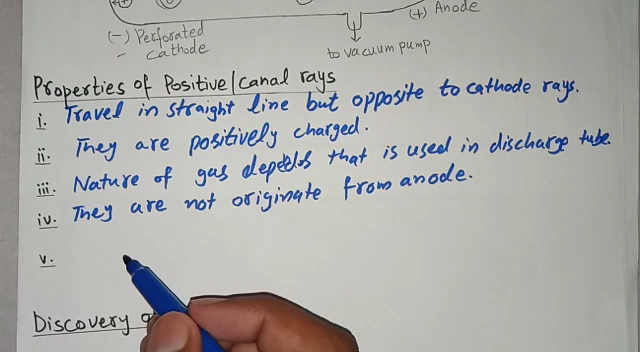 (-) Perforated
cathode
(+) Anode
to vacuum pump
Properties of Positive/Canal rays
i. Travel in straight line but opposite to cathode rays.
ii. They are positively charged.
iii. Nature of gas depends that is used in discharge tube.
iv. They are not originate from anode.
v.
Discovery